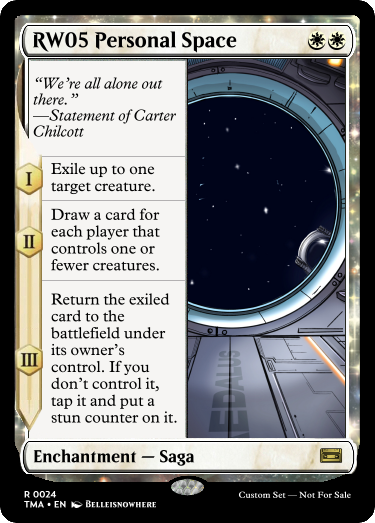 RW05 Personal Space
“We’re all alone out
there.”
—Statement of Carter
Chilcott
I
Exile up to one
target creature.
II
Draw a card for
each player that
controls one or
fewer creatures.
III
Return the exiled
card to the
battlefield under
its owner’s
control. If you
don’t control it,
tap it and put a
stun counter on it.
DAEDALUS
Enchantment — Saga
R 0024
TMA • EN Belleisnowhere
Custom Set — Not For Sale